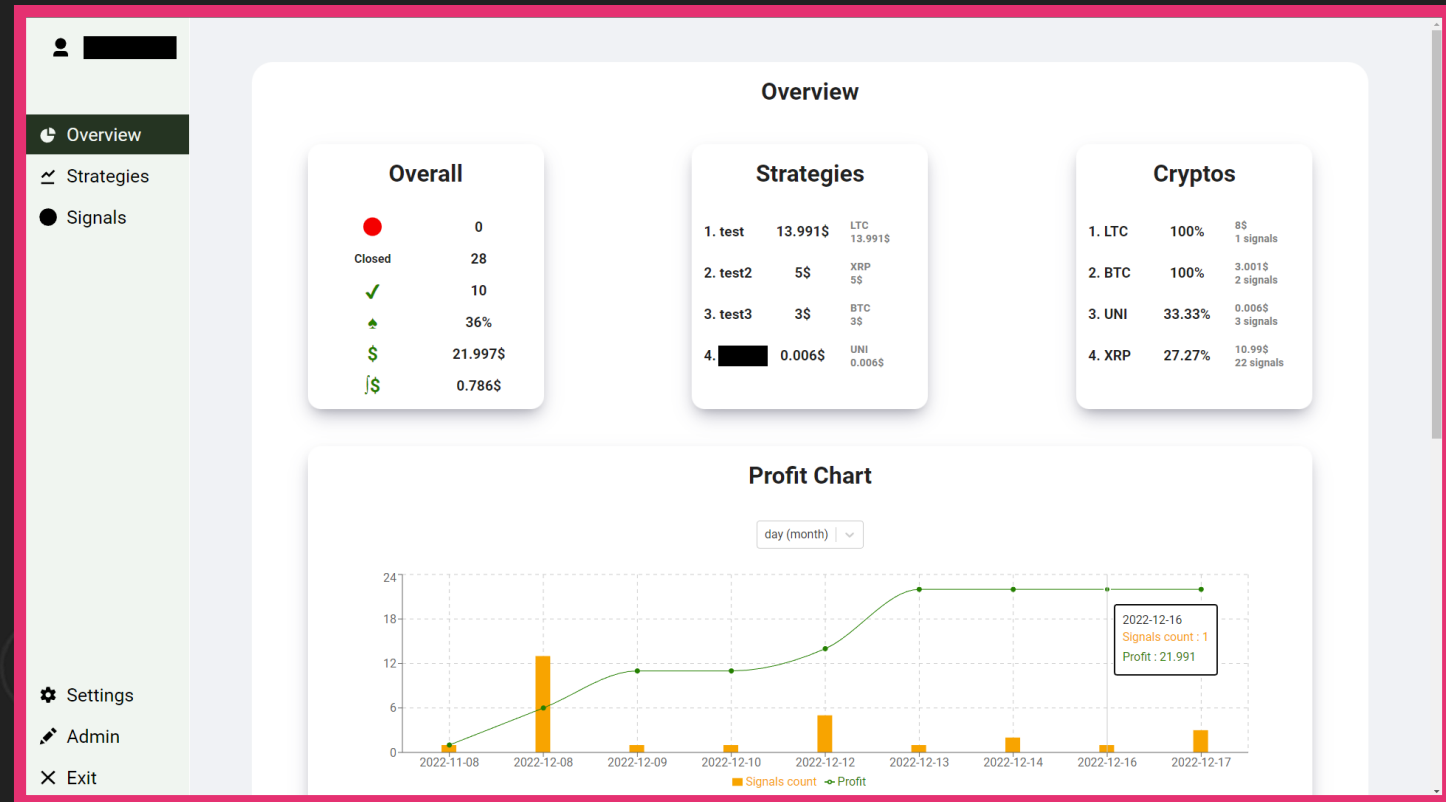 Overview
Strategies
Signals
Settings
Admin
Exit
Overview
Overall
0
Closed 28
10
36%
$ 21.997$
∫$ 0.786$
Strategies
1. test 13.991$ LTC
13.991$
2. test2 5$ XRP
5$
3. test3 3$ BTC
3$
4. 0.006$ UNI
0.006$
Cryptos
1. LTC 100% 8$
1 signals
2. BTC 100% 3.001$
2 signals
3. UNI 33.33% 0.006$
3 signals
4. XRP 27.27% 10.99$
22 signals
Profit Chart
day (month)
24
18
12
6
0
2022-12-16
Signals count : 1
Profit : 21.991
2022-11-08 2022-12-08 2022-12-09 2022-12-10 2022-12-12 2022-12-13 2022-12-14 2022-12-16 2022-12-17
Signals count Profit